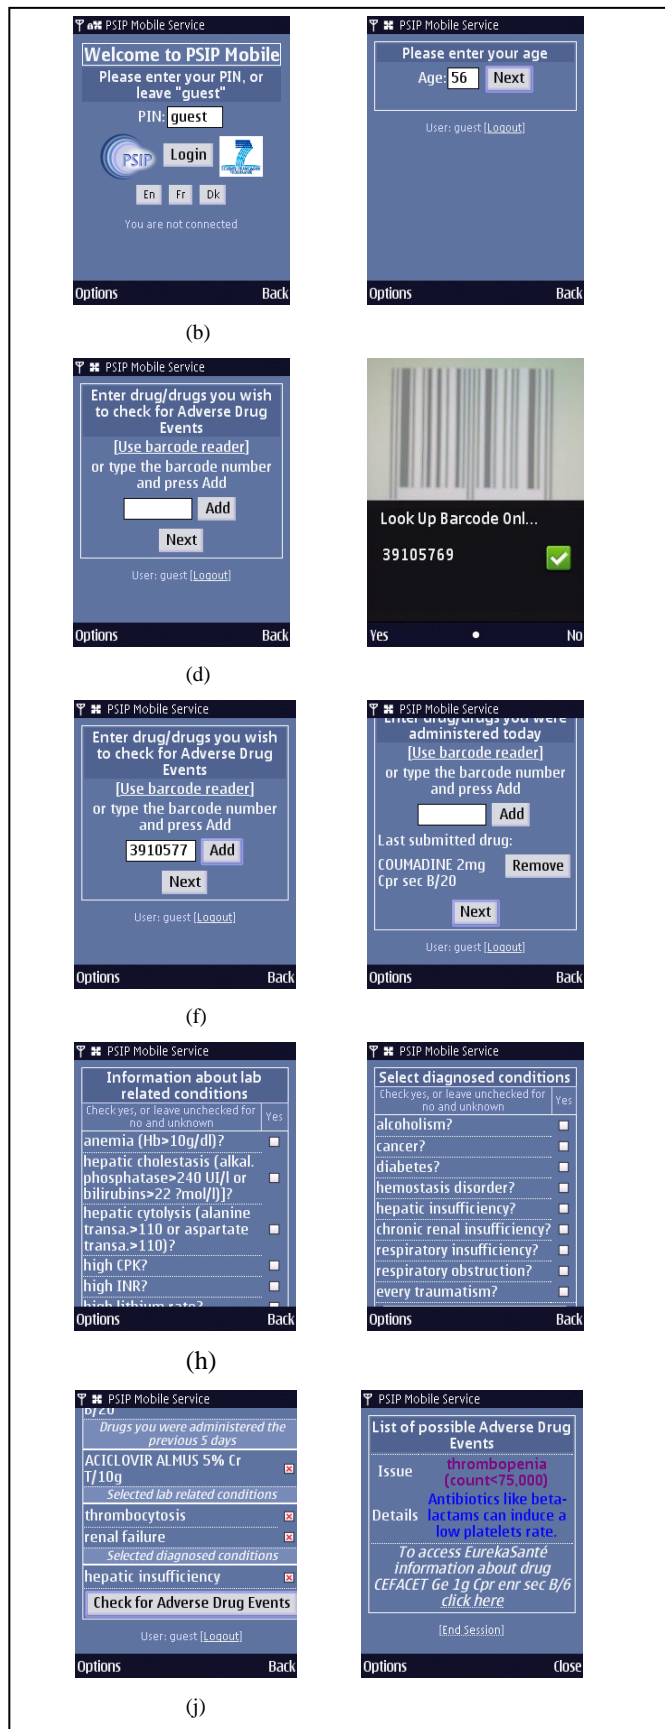 PSIP Mobile Service
Welcome to PSIP Mobile
Please enter your PIN, or
leave "guest"
PIN: guest
PSIP
Login
7
En Fr Dk
You are not connected
Options Back
PSIP Mobile Service
Please enter your age
Age: 56 Next
User: guest [Logout]
Options Back
(b)
PSIP Mobile Service
Enter drug/drugs you wish
to check for Adverse Drug
Events
[Use barcode reader]
or type the barcode number
and press Add
Add
Next
User: guest [Logout]
Options Back
Look Up Barcode Onl...
39105769
Yes No
(d)
PSIP Mobile Service
Enter drug/drugs you wish
to check for Adverse Drug
Events
[Use barcode reader]
or type the barcode number
and press Add
3910577 Add
Next
User: guest [Logout]
Options Back
PSIP Mobile Service
Enter drug/drugs you were
administered today
[Use barcode reader]
or type the barcode number
and press Add
Add
Last submitted drug:
COUMADINE 2mg
Cpr sec B/20
Remove
Next
User: guest [Logout]
Options Back
(f)
PSIP Mobile Service
Information about lab
related conditions
Check yes, or leave unchecked for
no and unknown
Yes
anemia (Hb>10g/dl)?
hepatic cholestasis (alkal.
phosphatase>240 UI/l or
bilirubins>22 ?mol/l)]?
hepatic cytolysis (alanine
transa.>110 or aspartate
transa.>110)?
high CPK?
high INR?
high lithium rate?
Options Back
PSIP Mobile Service
Select diagnosed conditions
Check yes, or leave unchecked for
no and unknown
Yes
alcoholism?
cancer?
diabetes?
hemostasis disorder?
hepatic insufficiency?
chronic renal insufficiency?
respiratory insufficiency?
respiratory obstruction?
every traumatism?
Options Back
(h)
PSIP Mobile Service
B/20
Drugs you were administered the
previous 5 days
ACICLOVIR ALMUS 5% Cr
T/10g
Selected lab related conditions
thrombocytosis
renal failure
Selected diagnosed conditions
hepatic insufficiency
Check for Adverse Drug Events
User: guest [Logout]
Options Back
PSIP Mobile Service
List of possible Adverse Drug
Events
Issue thrombopenia
(count<75,000)
Details Antibiotics like beta-
lactams can induce a
low platelets rate.
To access EurekaSanté
information about drug
CEFACET Ge 1g Cpr enr sec B/6
click here
[End Session]
Options Close
(j)